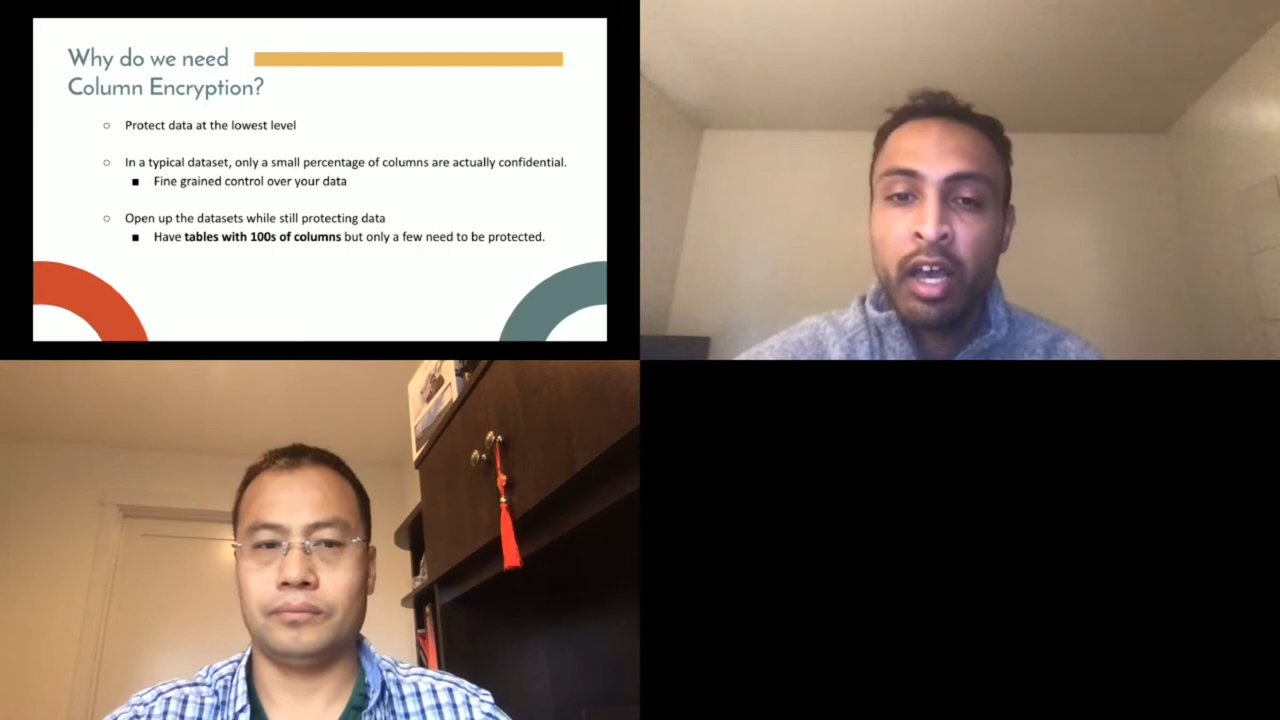 Why do we need
Column Encryption?
○ Protect data at the lowest level
○ In a typical dataset, only a small percentage of columns are actually confidential.
■ Fine grained control over your data
○ Open up the datasets while still protecting data
■ Have tables with 100s of columns but only a few need to be protected.